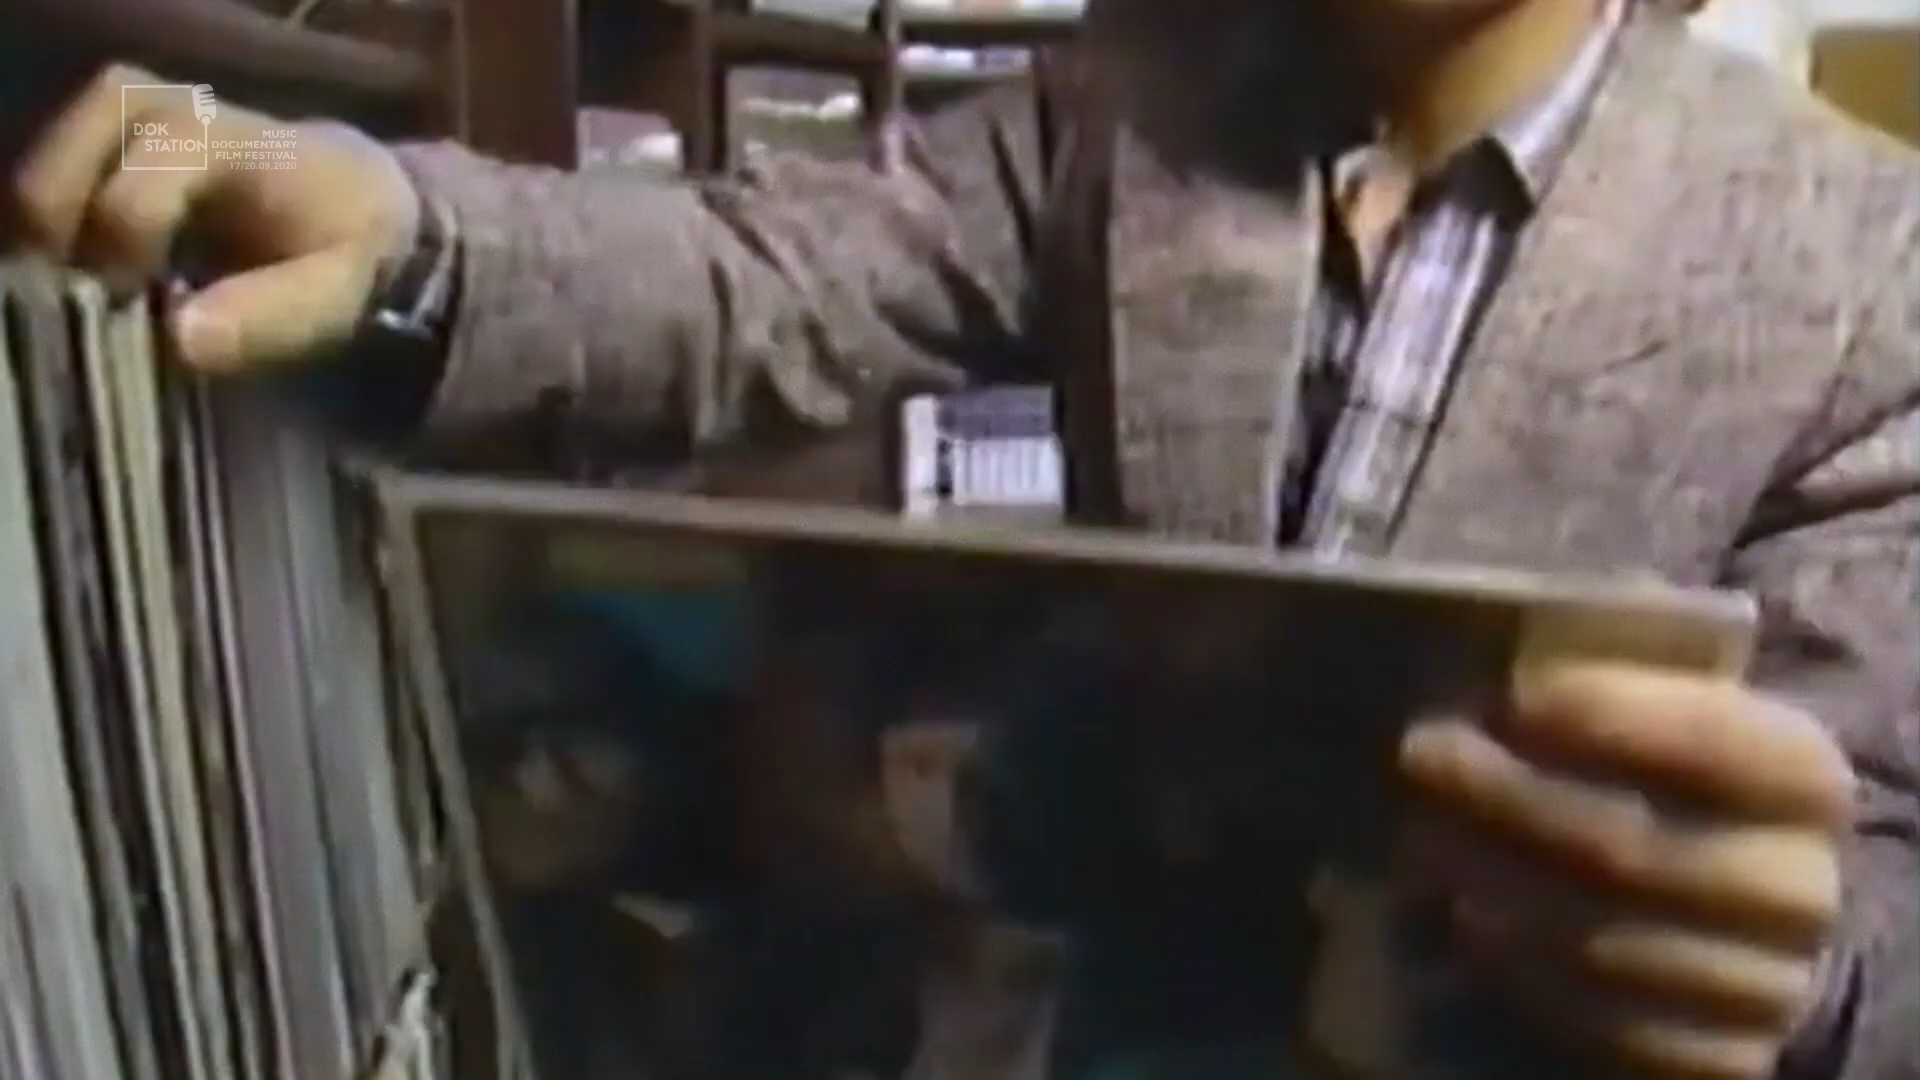 DOK
STATION
MUSIC
DOCUMENTARY
FILM FESTIVAL
17/20.09.2020